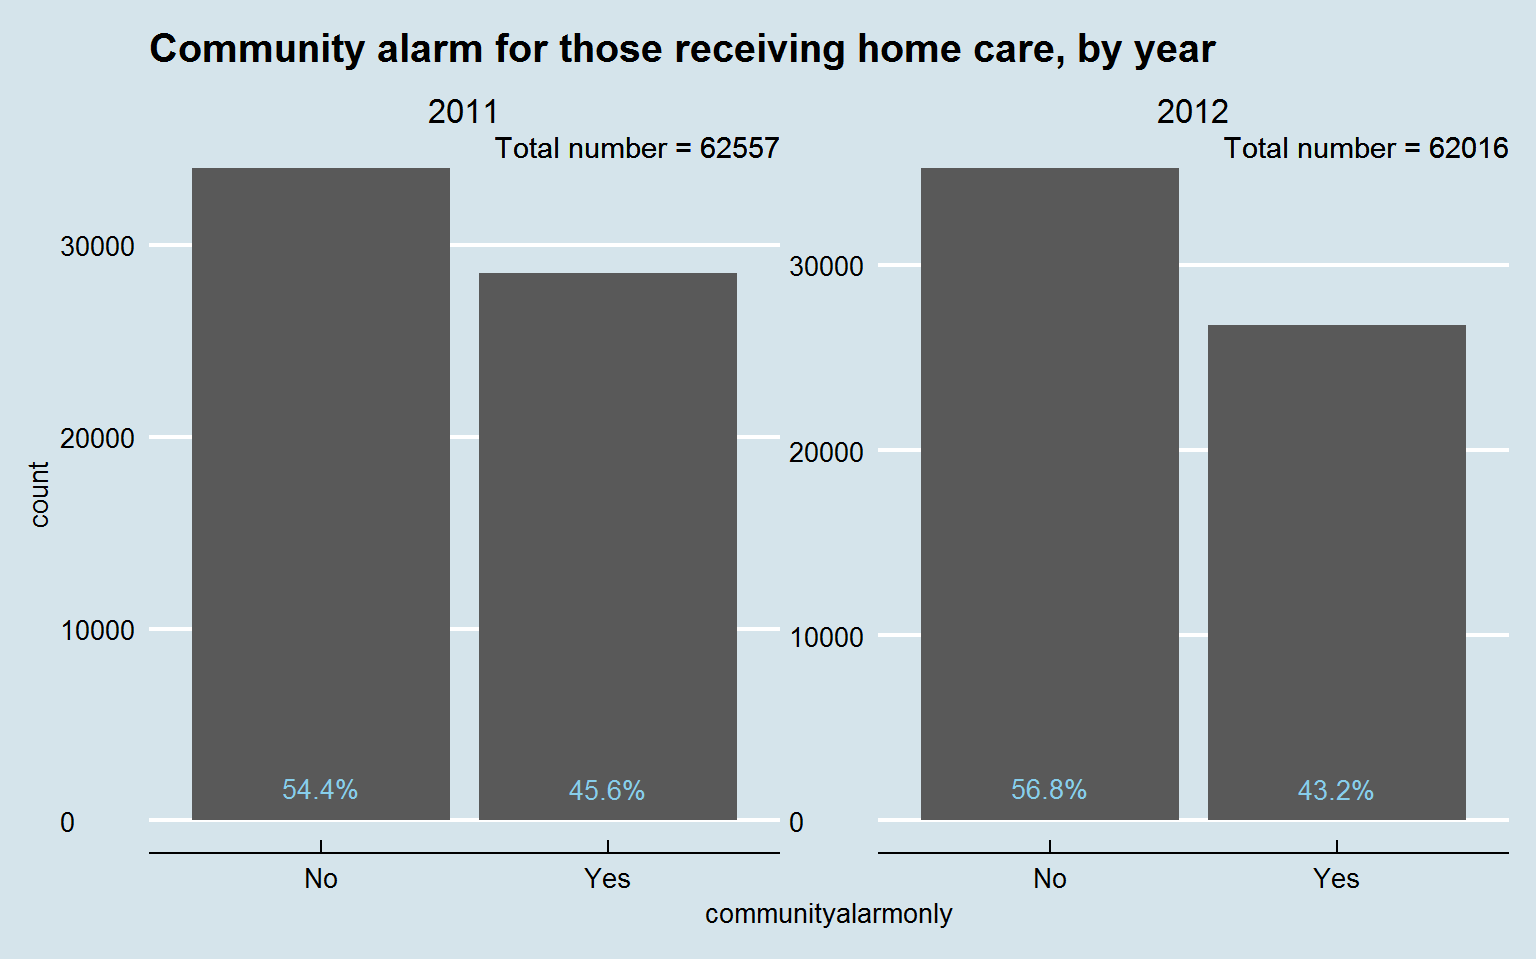 Community alarm for those receiving home care, by year
2011
Total number = 62557
30000
20000
10000
0
count
54.4%
45.6%
No
Yes
2012
Total number = 62016
30000
20000
10000
0
56.8%
43.2%
No
Yes
communityalarmonly